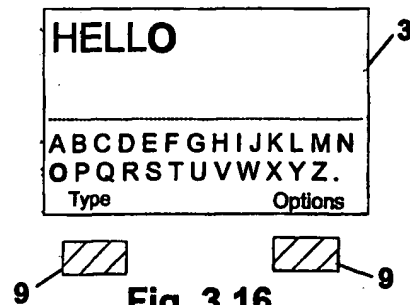 HELLO
3
ABCDEFGHIJKLMN
OPQRSTUVWXYZ.
Type Options
9 9
Fig. 3.16